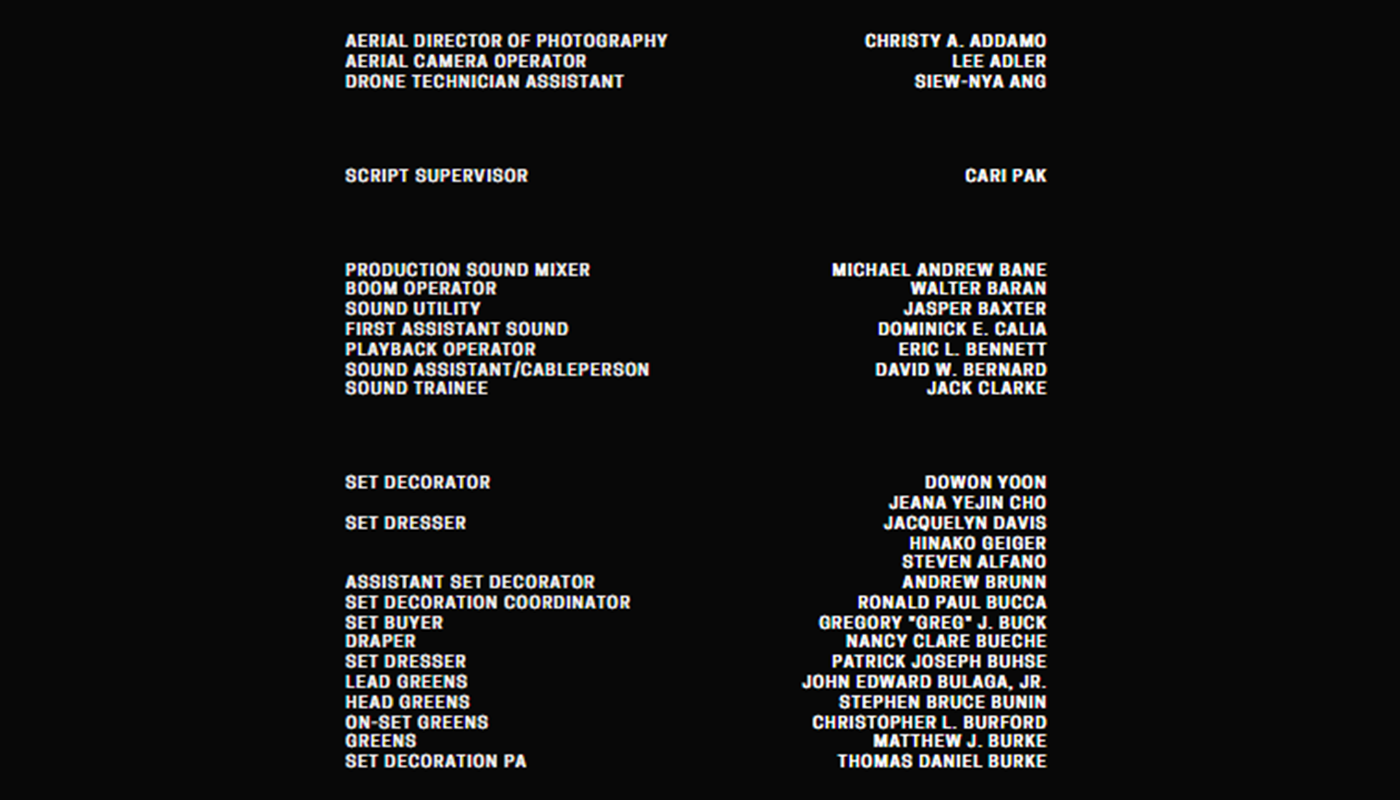 AERIAL DIRECTOR OF PHOTOGRAPHY CHRISTY A. ADDAMO
AERIAL CAMERA OPERATOR LEE ADLER
DRONE TECHNICIAN ASSISTANT SIEW-NYA ANG
SCRIPT SUPERVISOR CARI PAK
PRODUCTION SOUND MIXER MICHAEL ANDREW BANE
BOOM OPERATOR WALTER BARAN
SOUND UTILITY JASPER BAXTER
FIRST ASSISTANT SOUND DOMINICK E. CALIA
PLAYBACK OPERATOR ERIC L. BENNETT
SOUND ASSISTANT/CABLEPERSON DAVID W. BERNARD
SOUND TRAINEE JACK CLARKE
SET DECORATOR DOWON YOON
JEANA YEJIN CHO
SET DRESSER JACQUELYN DAVIS
HINAKO GEIGER
STEVEN ALFANO
ASSISTANT SET DECORATOR ANDREW BRUNN
SET DECORATION COORDINATOR RONALD PAUL BUCCA
SET BUYER GREGORY "GREG" J. BUCK
DRAPER NANCY CLARE BUECHE
SET DRESSER PATRICK JOSEPH BUHSE
LEAD GREENS JOHN EDWARD BULAGA, JR.
HEAD GREENS STEPHEN BRUCE BUNIN
ON-SET GREENS CHRISTOPHER L. BURFORD
GREENS MATTHEW J. BURKE
SET DECORATION PA THOMAS DANIEL BURKE